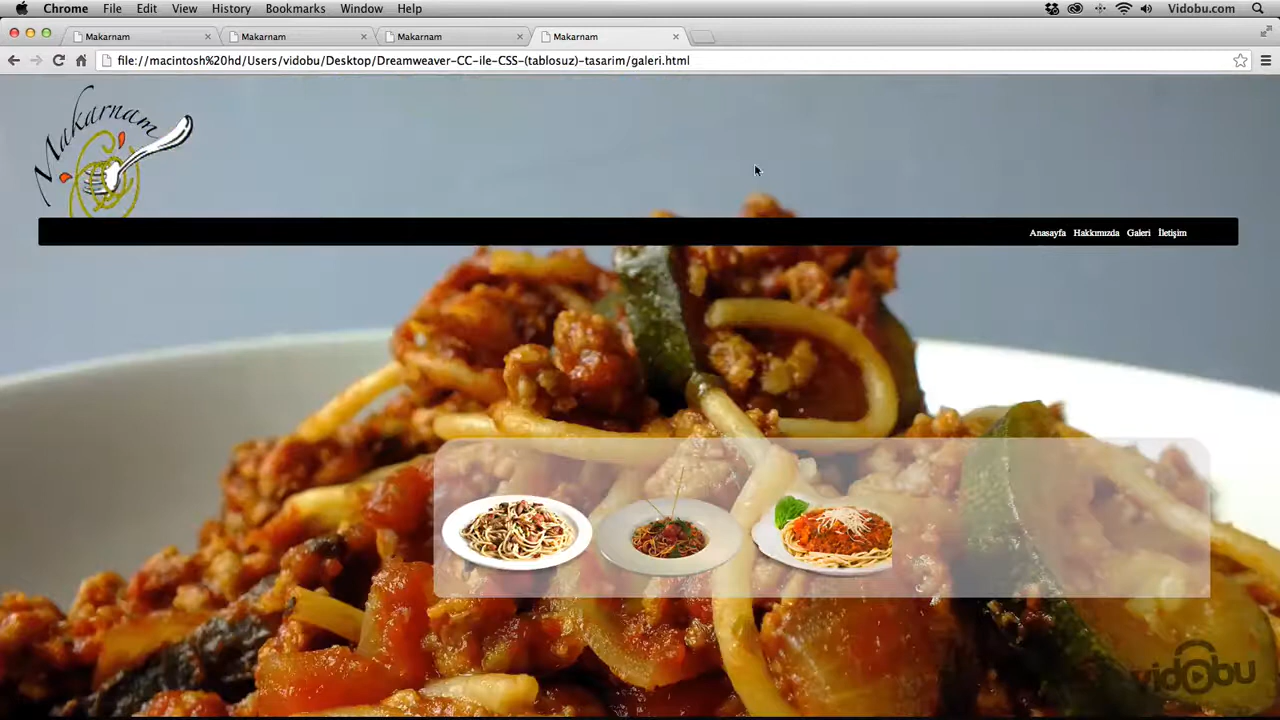 Chrome File Edit View History Bookmarks Window Help Vidobu.com
Makarnam Makarnam Makarnam Makarnam
file://macintosh%20hd/Users/vidobu/Desktop/Dreamweaver-CC-ile-CSS-(tablosuz)-tasarim/galeri.html
Makarnam
Anasayfa Hakkımızda Galeri İletişim
vidobu